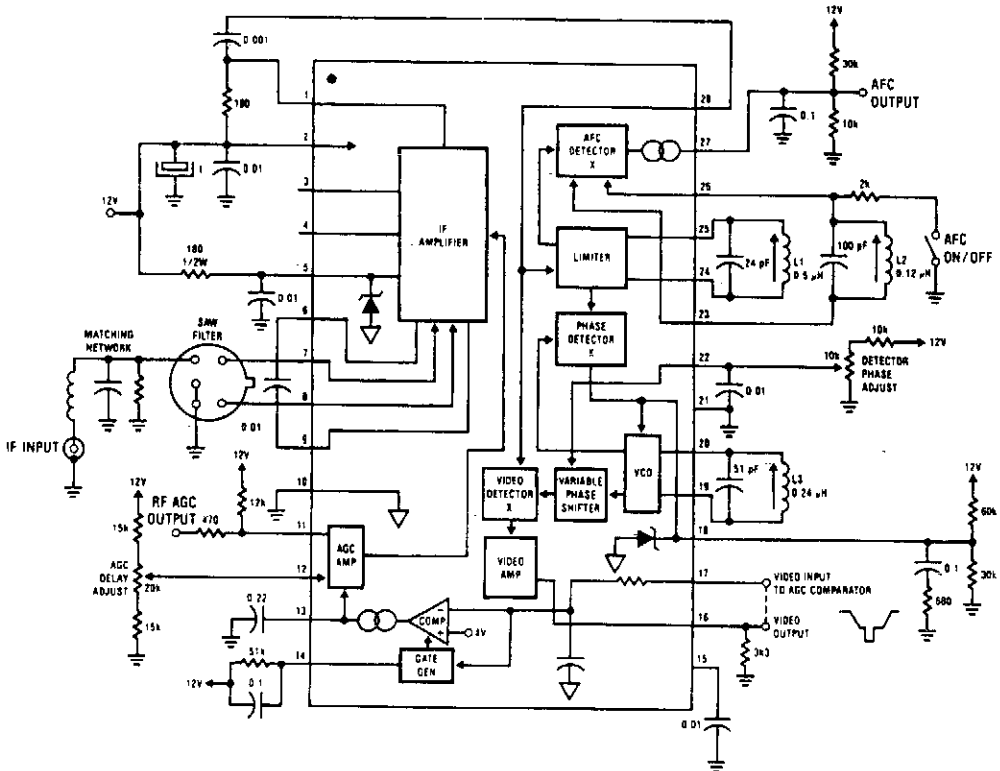 0.001
12V
30k
AFC
OUTPUT
0.1
10k
180
1
28
2
27
0.01
1
AFC
DETECTOR
X
3
26
2k
12V
4
IF
AMPLIFIER
25
LIMITER
24 pF
L1
0.5 µH
100 pF
L2
0.12 µH
AFC
ON/OFF
180
1/2W
5
24
0.01
6
23
MATCHING
NETWORK
SAW
FILTER
7
PHASE
DETECTOR
X
22
10k
12V
10k
DETECTOR
PHASE
ADJUST
0.01
8
21
0.01
9
20
IF INPUT
VCO
51 pF
L3
0.24 µH
19
10
VIDEO
DETECTOR
X
VARIABLE
PHASE
SHIFTER
12V
12V
RF AGC
OUTPUT
470
12k
11
18
12V
60k
15k
AGC
AMP
VIDEO
AMP
0.1
30k
AGC
DELAY
ADJUST
20k
12
17
VIDEO INPUT
TO AGC COMPARATOR
680
15k
0.22
13
COMP
-
+
4V
16
VIDEO
OUTPUT
3k3
51k
14
GATE
GEN
15
12V
0.1
0.01